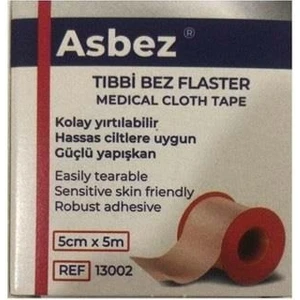 Asbez ®
TIBBİ BEZ FLASTER
MEDICAL CLOTH TAPE
Kolay yırtılabilir
Hassas ciltlere uygun
Güçlü yapışkan
Easily tearable
Sensitive skin friendly
Robust adhesive
5cm x 5m
REF 13002